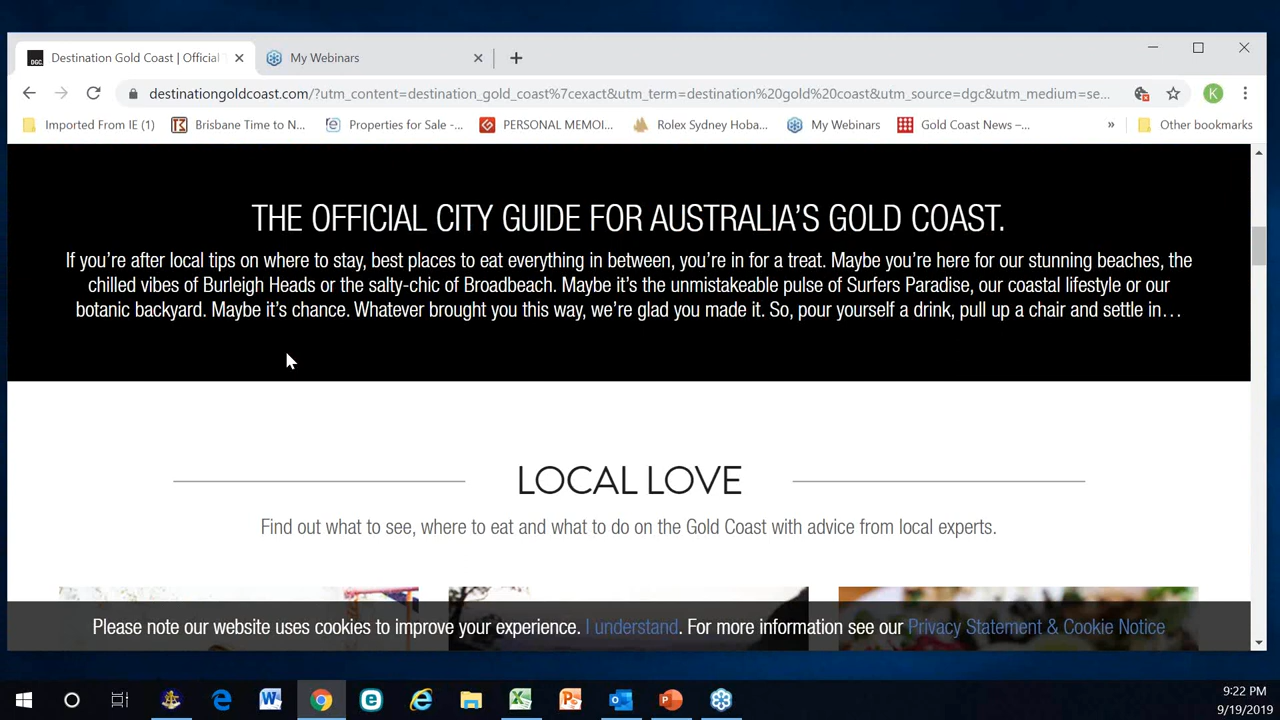 Destination Gold Coast | Official
My Webinars
destinationgoldcoast.com/?utm_content=destination_gold_coast%7cexact&utm_term=destination%20gold%20coast&utm_source=dgc&utm_medium=se...
K
Imported From IE (1)
Brisbane Time to N...
Properties for Sale -...
PERSONAL MEMOI...
Rolex Sydney Hoba...
My Webinars
Gold Coast News –...
»
Other bookmarks
THE OFFICIAL CITY GUIDE FOR AUSTRALIA’S GOLD COAST.
If you’re after local tips on where to stay, best places to eat everything in between, you’re in for a treat. Maybe you’re here for our stunning beaches, the
chilled vibes of Burleigh Heads or the salty-chic of Broadbeach. Maybe it’s the unmistakeable pulse of Surfers Paradise, our coastal lifestyle or our
botanic backyard. Maybe it’s chance. Whatever brought you this way, we’re glad you made it. So, pour yourself a drink, pull up a chair and settle in…
LOCAL LOVE
Find out what to see, where to eat and what to do on the Gold Coast with advice from local experts.
Please note our website uses cookies to improve your experience. I understand. For more information see our Privacy Statement & Cookie Notice
9:22 PM
9/19/2019